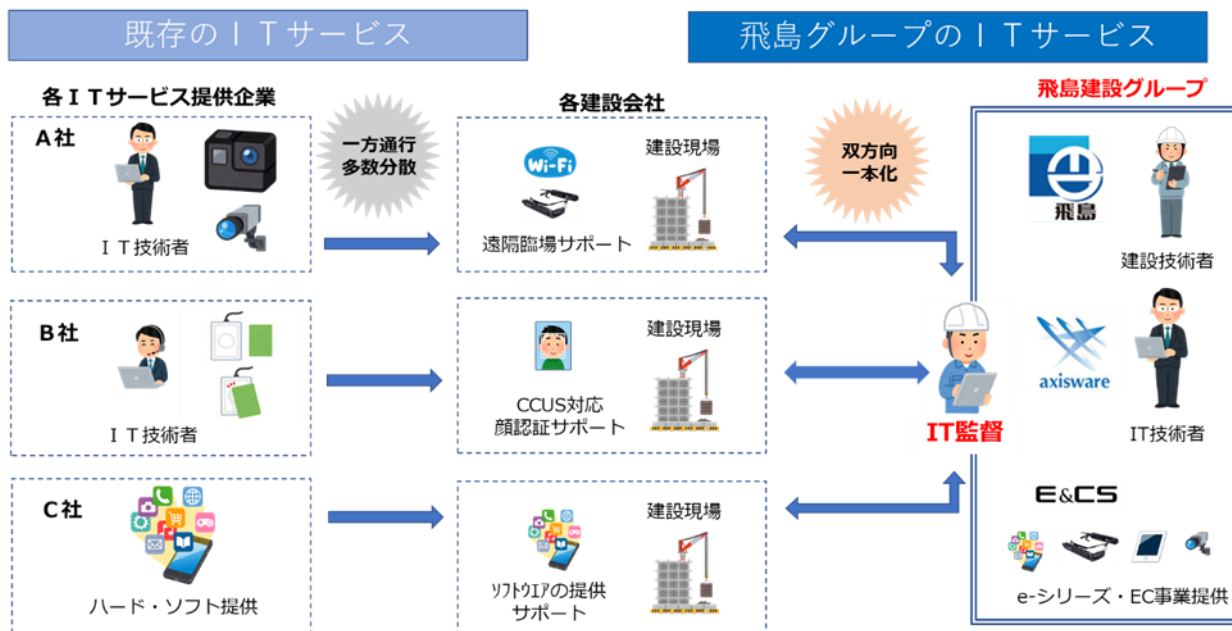 既存のＩＴサービス
飛島グループのＩＴサービス
各ＩＴサービス提供企業
各建設会社
飛島建設グループ
A社
ＩＴ技術者
一方通行
多数分散
Wi-Fi
建設現場
遠隔臨場サポート
双方向
一本化
飛島
建設技術者
B社
ＩＴ技術者
建設現場
CCUS対応
顔認証サポート
IT監督
axisware
IT技術者
C社
ハード・ソフト提供
建設現場
ｿﾌﾄｳｴｱの提供
サポート
E&CS
e-シリーズ・EC事業提供